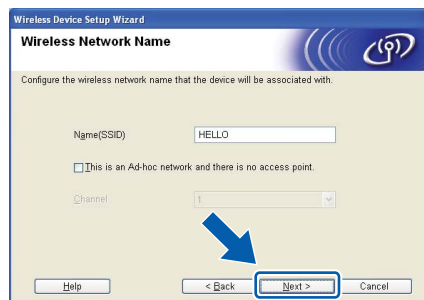 Wireless Device Setup Wizard
Wireless Network Name
Configure the wireless network name that the device will be associated with.
Name(SSID) HELLO
This is an Ad-hoc network and there is no access point.
Channel 1
Help < Back Next > Cancel